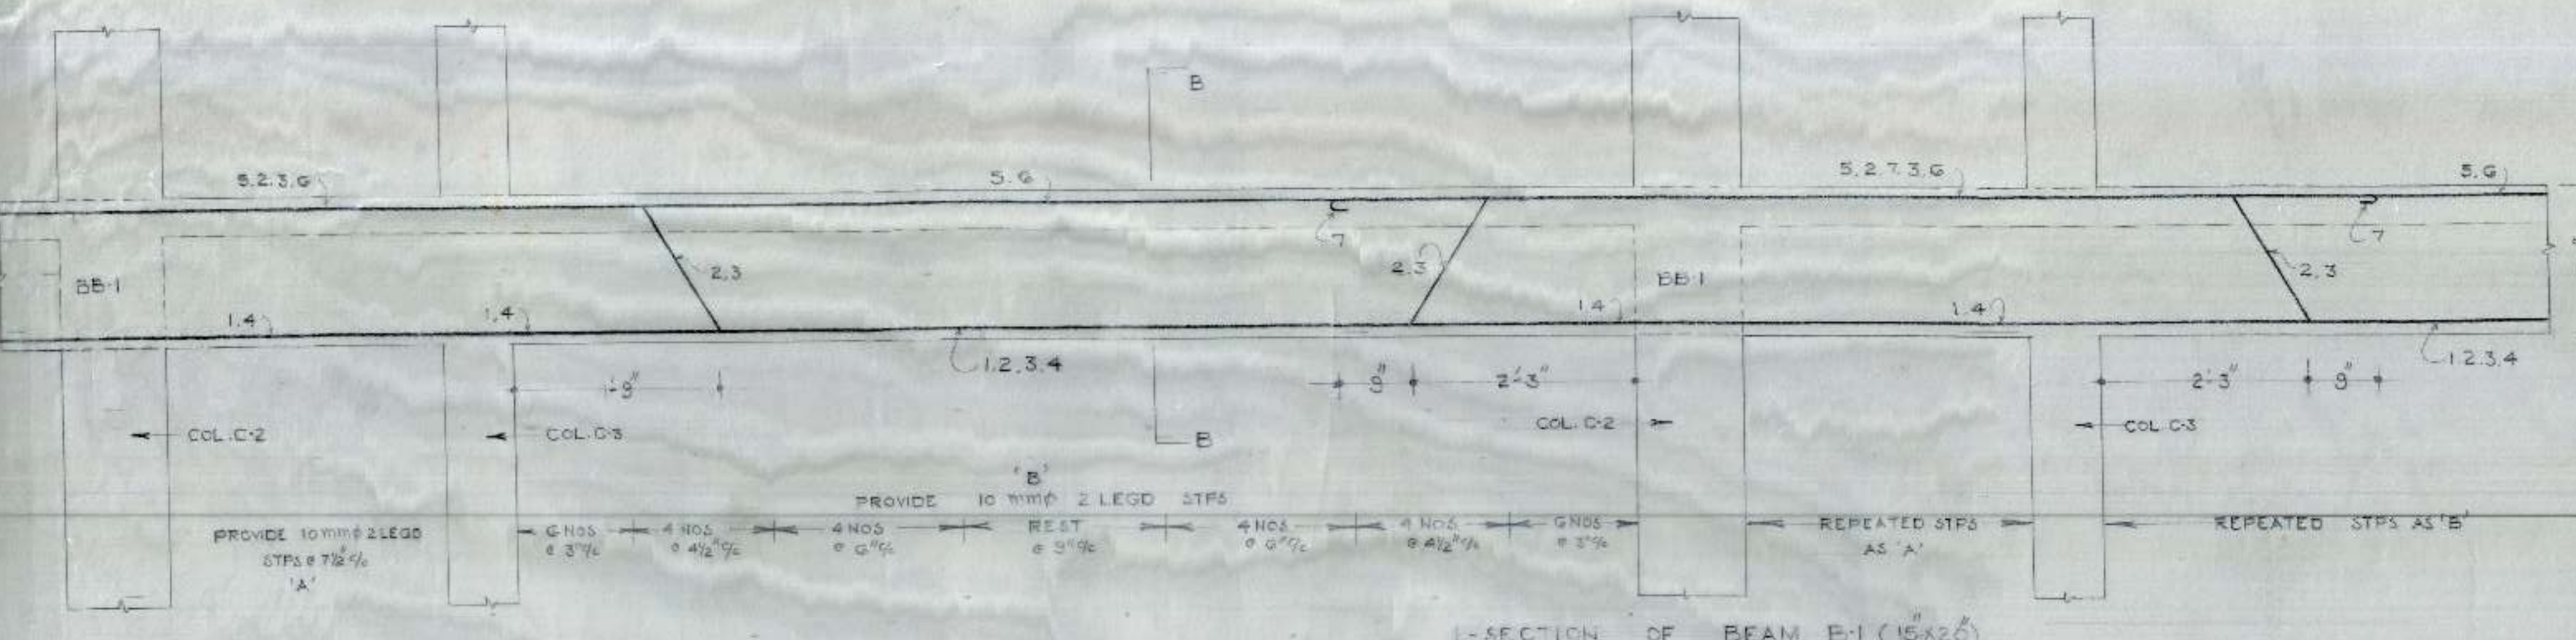 B
5.2.3.6
5.6
5.2.7.3.6
5.6
7
7
2.3
2.3
2.3
BB-1
BB-1
1.4
1.4
1.4
1.4
1.2.3.4
1.2.3.4
1'-9"
9"
2'-3"
2'-3"
9"
COL.C-2
COL.C-3
B
COL.C-2
COL C-3
'B'
PROVIDE 10 mmϕ 2 LEGD STPS
PROVIDE 10mmϕ 2LEGD
STPS @ 7½" c/c
'A'
6 NOS
@ 3" c/c
4 NOS
@ 4½" c/c
4 NOS
@ 6" c/c
REST
@ 9" c/c
4 NOS
@ 6" c/c
4 NOS
@ 4½" c/c
6 NOS
@ 3" c/c
REPEATED STPS
AS 'A'
REPEATED STPS AS 'B'
-SECTION OF BEAM B-1